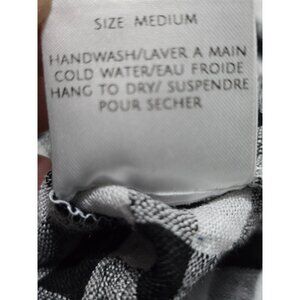 SIZE MEDIUM
HANDWASH/LAVER A MAIN
COLD WATER/EAU FROIDE
HANG TO DRY/ SUSPENDRE
POUR SECHER